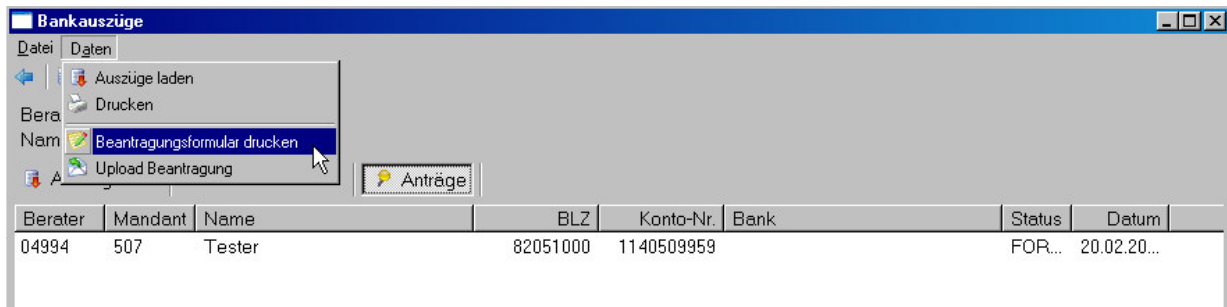 Bankauszüge
Datei Daten
Auszüge laden
Bera Drucken
Nam Beantragungsformular drucken
Upload Beantragung
A Anträge
Berater Mandant Name BLZ Konto-Nr. Bank Status Datum
04994 507 Tester 82051000 1140509959 FOR... 20.02.20...